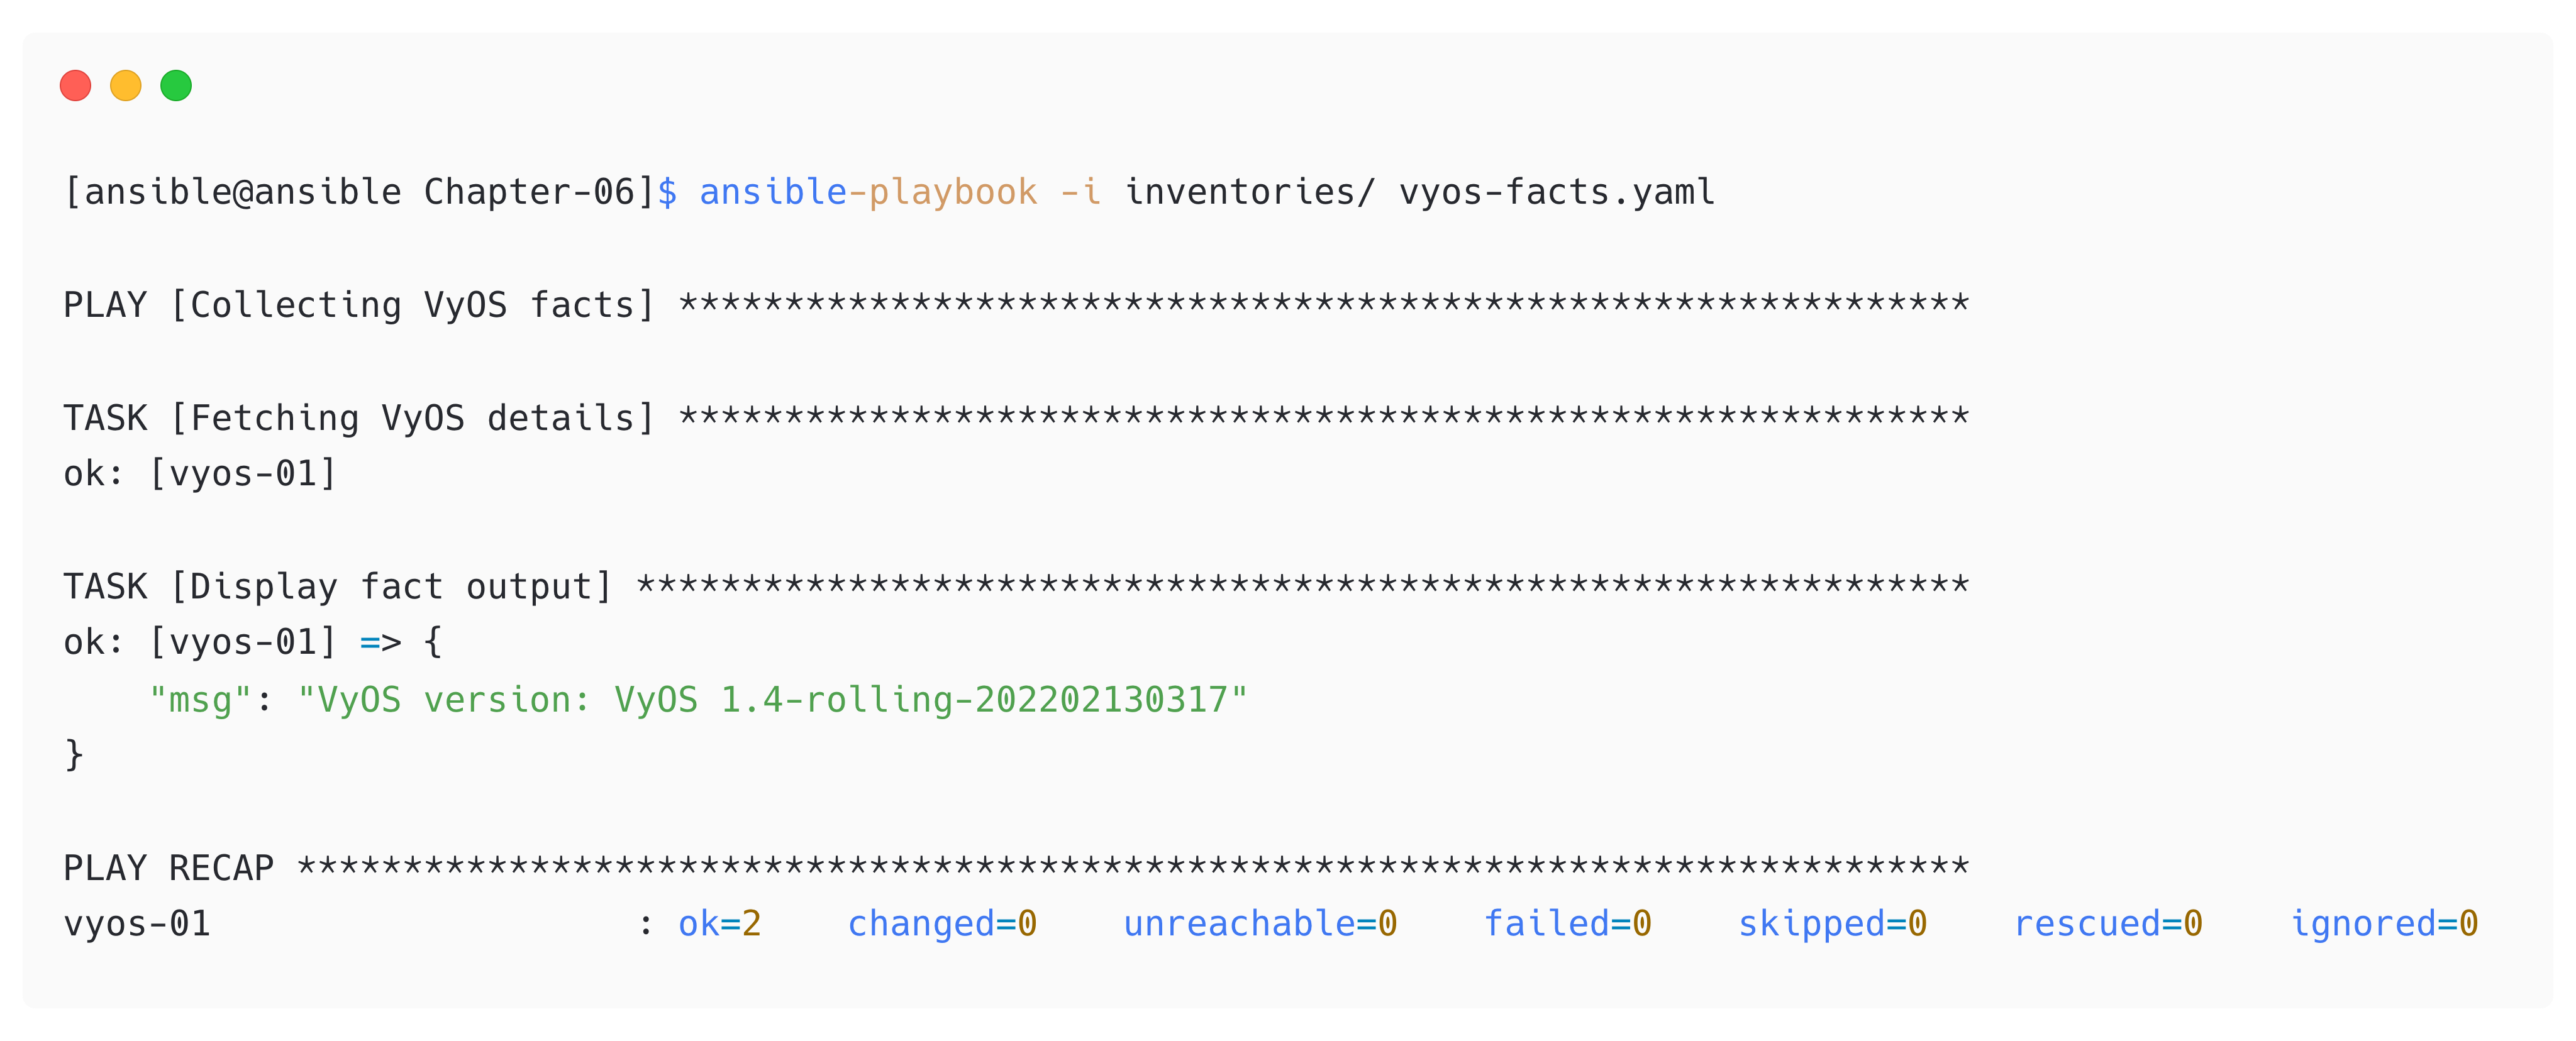 [ansible@ansible Chapter-06]$ ansible-playbook -i inventories/ vyos-facts.yaml
PLAY [Collecting VyOS facts] *************************************************************
TASK [Fetching VyOS details] *************************************************************
ok: [vyos-01]
TASK [Display fact output] ***************************************************************
ok: [vyos-01] => {
    "msg": "VyOS version: VyOS 1.4-rolling-202202130317"
}
PLAY RECAP *******************************************************************************
vyos-01                    : ok=2    changed=0    unreachable=0    failed=0    skipped=0    rescued=0    ignored=0